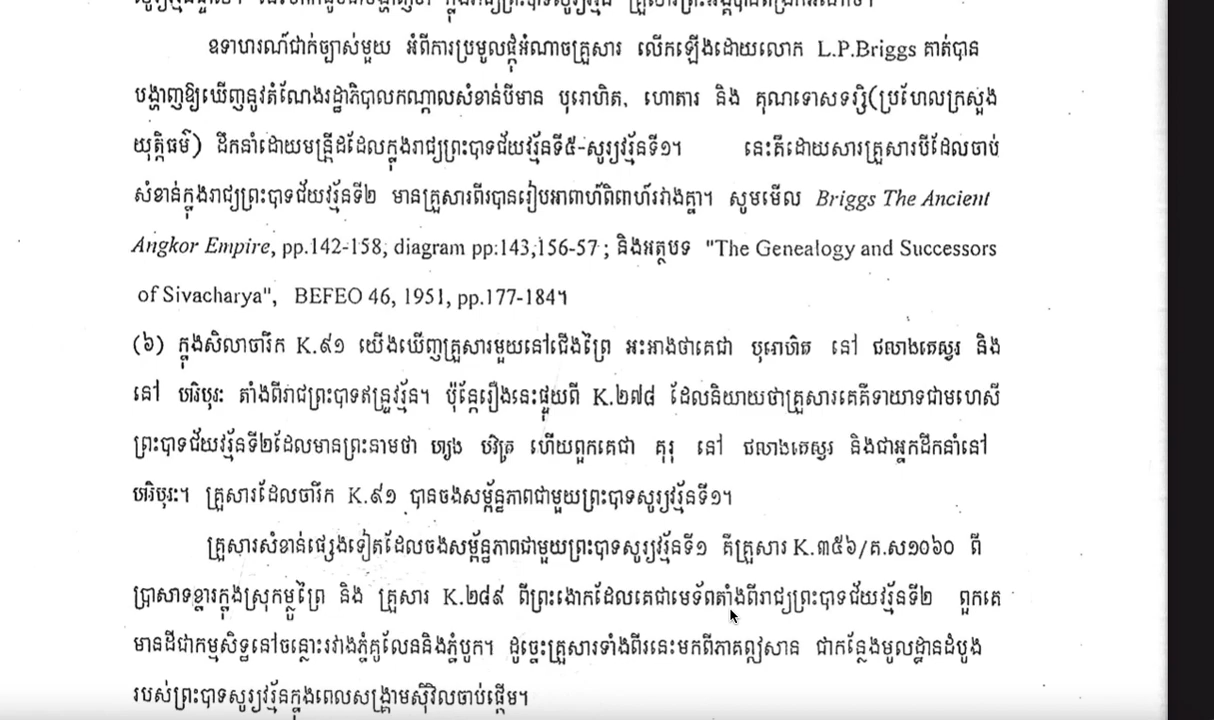 ឧទាហរណ៍ជាក់ច្បាស់មួយ អំពីការប្រមូលផ្តុំអំណាចគ្រួសារ លើកឡើងដោយលោក L.P.Briggs គាត់បាន
បង្ហាញឱ្យឃើញនូវតំណែងរដ្ឋាភិបាលកណ្តាលសំខាន់បីមាន បុរោហិត, ហោតារ និង គុណទោសទរ្សិ(ប្រហែលក្រសួង
យុត្តិធម៌) ដឹកនាំដោយមន្ត្រីដដែលក្នុងរាជ្យព្រះបាទជ័យវរ្ម័នទី៥-សូរ្យវរ្ម័នទី១។ នេះគឺដោយសារគ្រួសារបីដែលចាប់
សំខាន់ក្នុងរាជ្យព្រះបាទជ័យវរ្ម័នទី២ មានគ្រួសារពីរបានរៀបអាពាហ៍ពិពាហ៍រវាងគ្នា។ សូមមើល Briggs The Ancient
Angkor Empire, pp.142-158; diagram pp:143,156-57; និងអត្ថបទ "The Genealogy and Successors
of Sivacharya", BEFEO 46, 1951, pp.177-184។
(៦) ក្នុងសិលាចារឹក K.៩១ យើងឃើញគ្រួសារមួយនៅជើងព្រៃ អះអាងថាគេជា បុរោហិត នៅ ជលាងគេស្វរ និង
នៅ ហរិបុរះ តាំងពីរាជព្រះបាទឥន្ទ្រវរ្ម័ន។ ប៉ុន្តែរឿងនេះផ្ទុយពី K.២៧៨ ដែលនិយាយថាគ្រួសារគេគឺទាយាទជាមហេសី
ព្រះបាទជ័យវរ្ម័នទី២ដែលមានព្រះនាមថា ហ្យង បវិត្រ ហើយពួកគេជា គុរុ នៅ ជលាងគេស្វរ និងជាអ្នកដឹកនាំនៅ
ហរិបុរះ។ គ្រួសារដែលចារឹក K.៩១ បានចងសម្ព័ន្ធភាពជាមួយព្រះបាទសូរ្យវរ្ម័នទី១។
គ្រួសារសំខាន់ផ្សេងទៀតដែលចងសម្ព័ន្ធភាពជាមួយព្រះបាទសូរ្យវរ្ម័នទី១ គឺគ្រួសារ K.៣៥៦/គ.ស១០៦០ ពី
ប្រាសាទខ្នារក្នុងស្រុកម្លូព្រៃ និង គ្រួសារ K.២៨៩ ពីព្រះងោកដែលគេជាមេទ័ពតាំងពីរាជ្យព្រះបាទជ័យវរ្ម័នទី២ ពួកគេ
មានដីជាកម្មសិទ្ធនៅចន្លោះរវាងភ្នំគូលែននិងភ្នំបូក។ ដូច្នេះគ្រួសារទាំងពីរនេះមកពីភាគឦសាន ជាកន្លែងមូលដ្ឋានដំបូង
របស់ព្រះបាទសូរ្យវរ្ម័នក្នុងពេលសង្គ្រាមស៊ីវិលចាប់ផ្តើម។